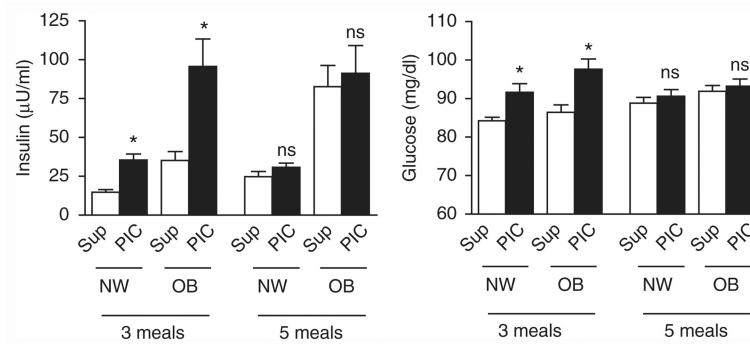 Insulin (μU/ml)
125
100
75
50
25
0
*
*
ns
ns
Sup PIC Sup PIC Sup PIC Sup PIC
NW OB NW OB
3 meals 5 meals
Glucose (mg/dl)
110
100
90
80
70
60
*
*
ns
ns
Sup PIC Sup PIC Sup PIC Sup PIC
NW OB NW OB
3 meals 5 meals